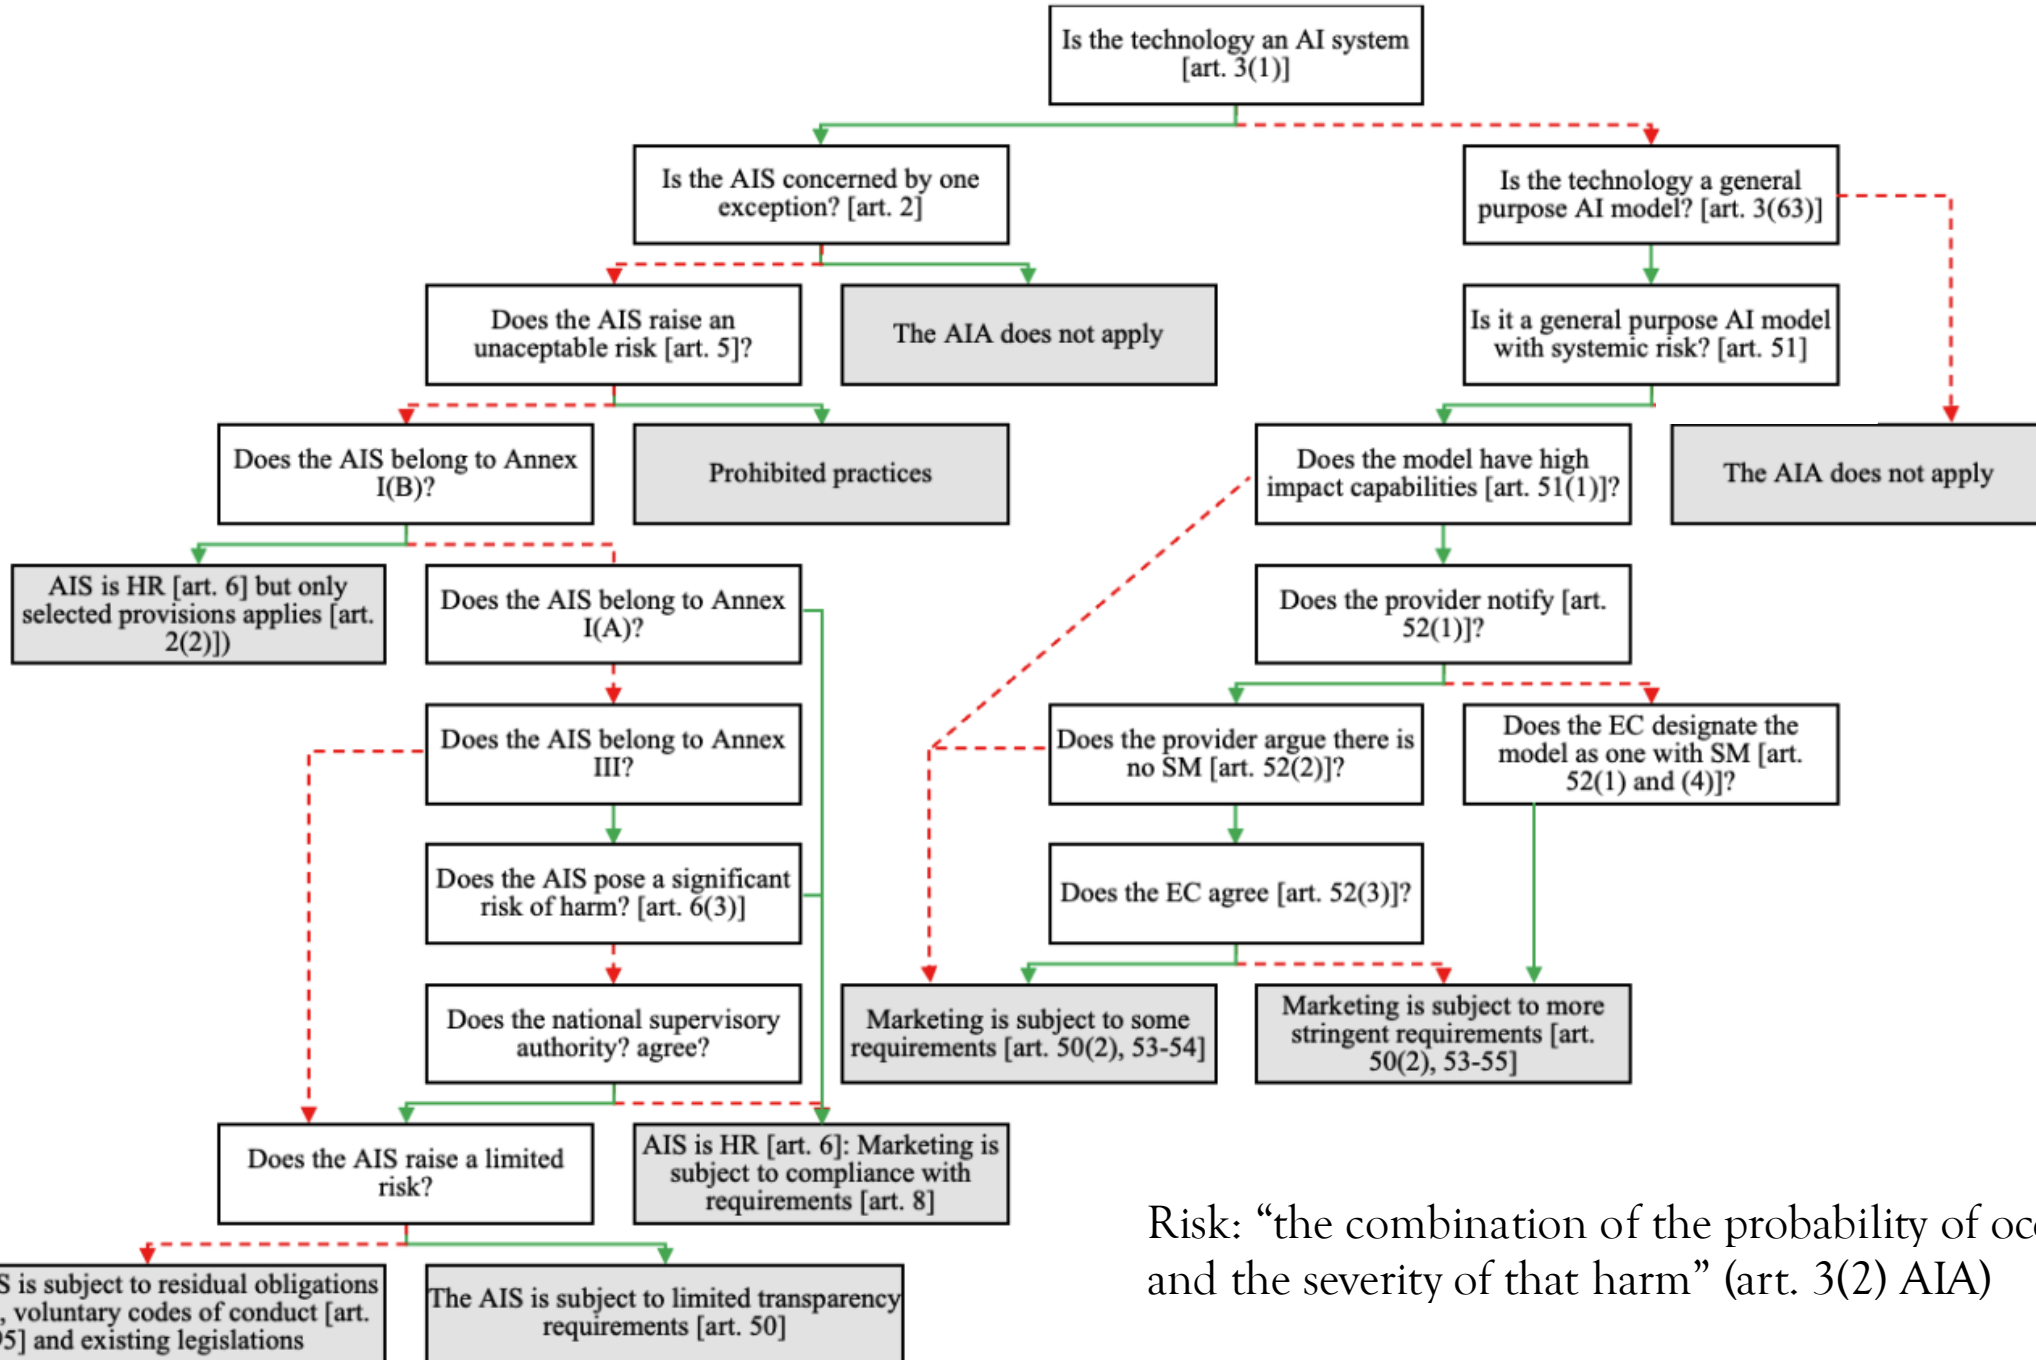 Is the technology an AI system
[art. 3(1)]
Is the AIS concerned by one
exception? [art. 2]
Is the technology a general
purpose AI model? [art. 3(63)]
Does the AIS raise an
unaceptable risk [art. 5]?
The AIA does not apply
Is it a general purpose AI model
with systemic risk? [art. 51]
Does the AIS belong to Annex
I(B)?
Prohibited practices
Does the model have high
impact capabilities [art. 51(1)]?
The AIA does not apply
AIS is HR [art. 6] but only
selected provisions applies [art.
2(2)])
Does the AIS belong to Annex
I(A)?
Does the provider notify [art.
52(1)]?
Does the AIS belong to Annex
III?
Does the provider argue there is
no SM [art. 52(2)]?
Does the EC designate the
model as one with SM [art.
52(1) and (4)]?
Does the AIS pose a significant
risk of harm? [art. 6(3)]
Does the EC agree [art. 52(3)]?
Does the national supervisory
authority? agree?
Marketing is subject to some
requirements [art. 50(2), 53-54]
Marketing is subject to more
stringent requirements [art.
50(2), 53-55]
Does the AIS raise a limited
risk?
AIS is HR [art. 6]: Marketing is
subject to compliance with
requirements [art. 8]
S is subject to residual obligations
, voluntary codes of conduct [art.
95] and existing legislations
The AIS is subject to limited transparency
requirements [art. 50]
Risk: “the combination of the probability of
and the severity of that harm” (art. 3(2) AIA)